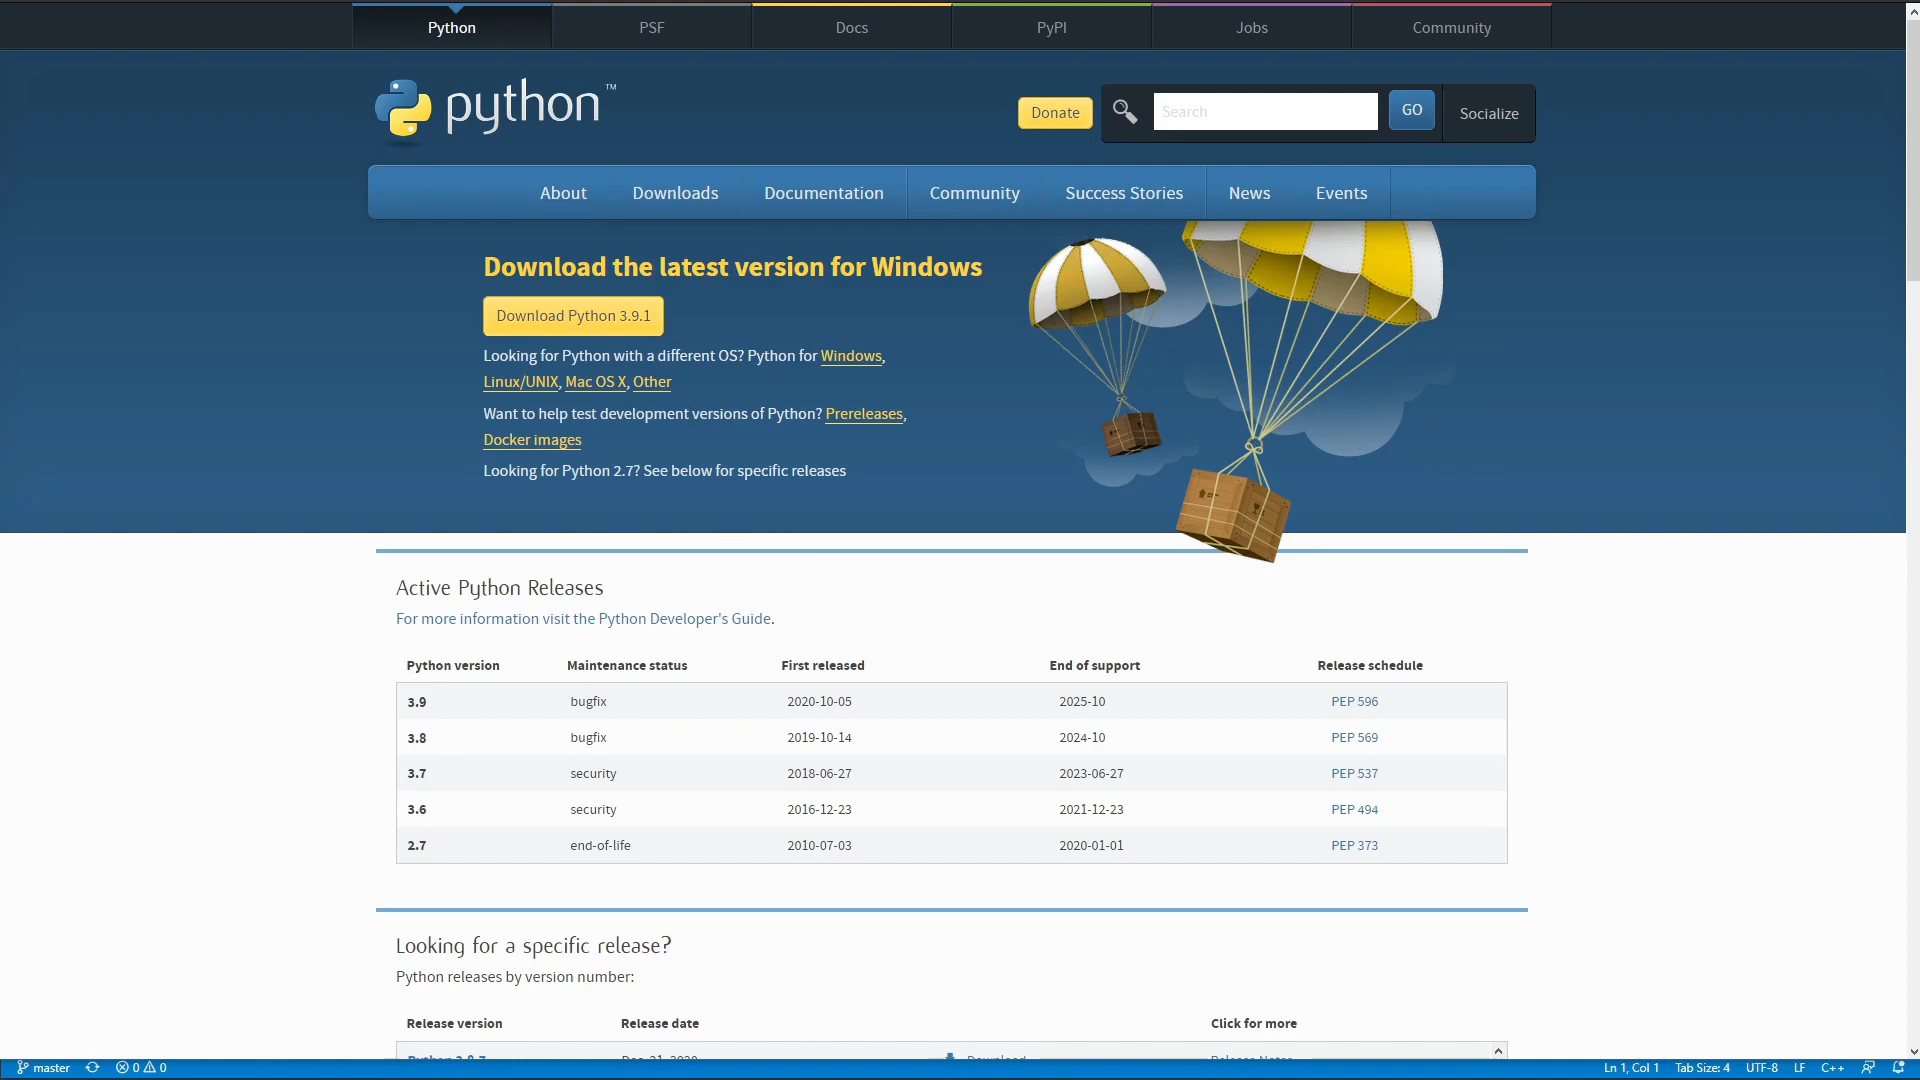 Python PSF Docs PyPI Jobs Community
python™
Donate Search GO Socialize
About Downloads Documentation Community Success Stories News Events
Download the latest version for Windows
Download Python 3.9.1
Looking for Python with a different OS? Python for Windows,
Linux/UNIX, Mac OS X, Other
Want to help test development versions of Python? Prereleases,
Docker images
Looking for Python 2.7? See below for specific releases
Active Python Releases
For more information visit the Python Developer's Guide.
Python version Maintenance status First released End of support Release schedule
3.9 bugfix 2020-10-05 2025-10 PEP 596
3.8 bugfix 2019-10-14 2024-10 PEP 569
3.7 security 2018-06-27 2023-06-27 PEP 537
3.6 security 2016-12-23 2021-12-23 PEP 494
2.7 end-of-life 2010-07-03 2020-01-01 PEP 373
Looking for a specific release?
Python releases by version number:
Release version Release date Click for more
Download Release Notes
master 0 0 Ln 1, Col 1 Tab Size: 4 UTF-8 LF C++